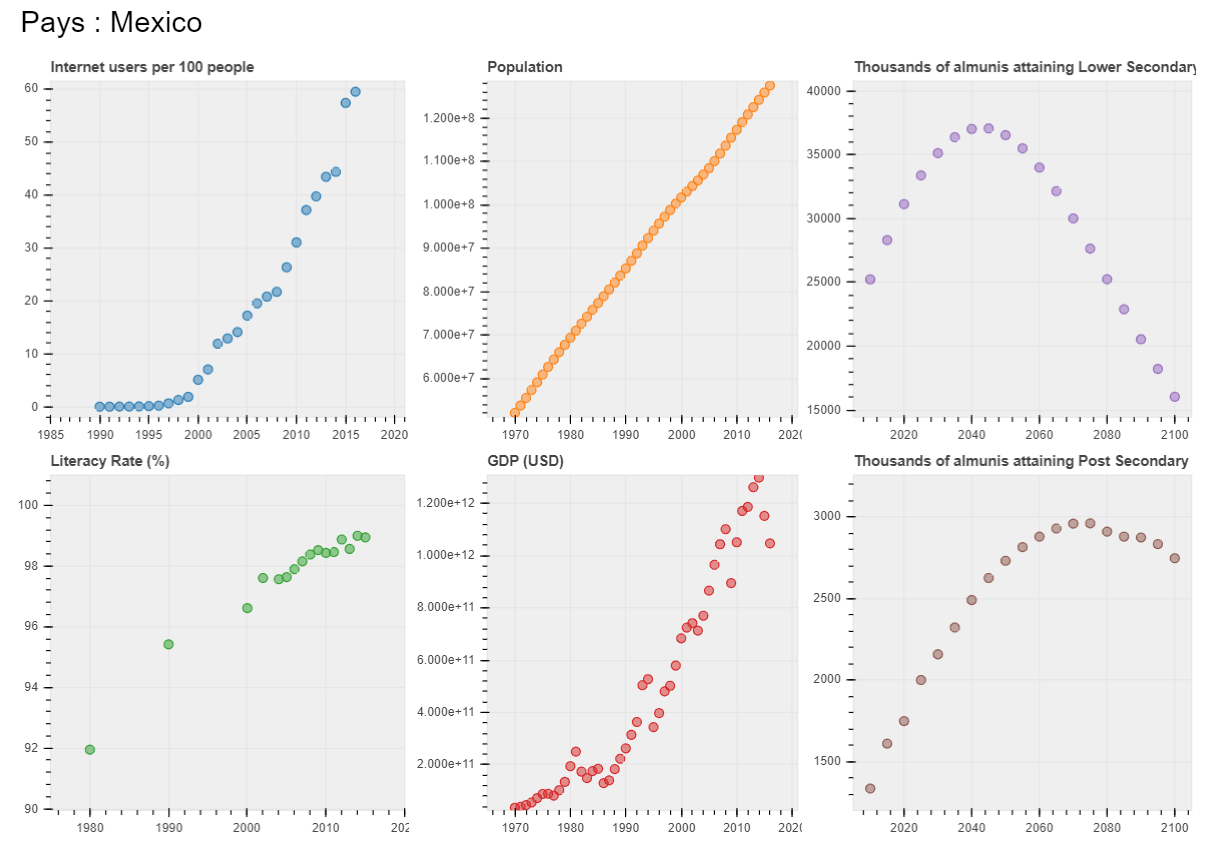 Pays : Mexico
Internet users per 100 people
60
50
40
30
20
10
0
1985 1990 1995 2000 2005 2010 2015 2020
Population
1.200e+8
1.100e+8
1.000e+8
9.000e+7
8.000e+7
7.000e+7
6.000e+7
1970 1980 1990 2000 2010 202(
Thousands of almunis attaining Lower Secondary
40000
35000
30000
25000
20000
15000
2020 2040 2060 2080 2100
Literacy Rate (%)
100
98
96
94
92
90
1980 1990 2000 2010 202
GDP (USD)
1.200e+12
1.000e+12
8.000e+11
6.000e+11
4.000e+11
2.000e+11
1970 1980 1990 2000 2010 202(
Thousands of almunis attaining Post Secondary
3000
2500
2000
1500
2020 2040 2060 2080 2100